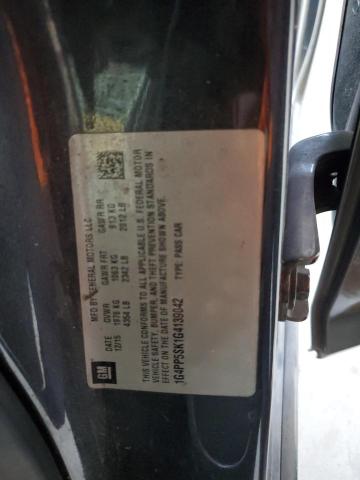 MFD BY GENERAL MOTORS LLC
DATE GVWR GAWR FRT GAWR RR
12/15 1976 KG 1063 KG 913 KG
4354 LB 2342 LB 2012 LB
THIS VEHICLE CONFORMS TO ALL APPLICABLE U.S. FEDERAL MOTOR
VEHICLE SAFETY, BUMPER, AND THEFT PREVENTION STANDARDS IN
EFFECT ON THE DATE OF MANUFACTURE SHOWN ABOVE.
1G4PP5SK1G4139042 TYPE: PASS CAR
GM